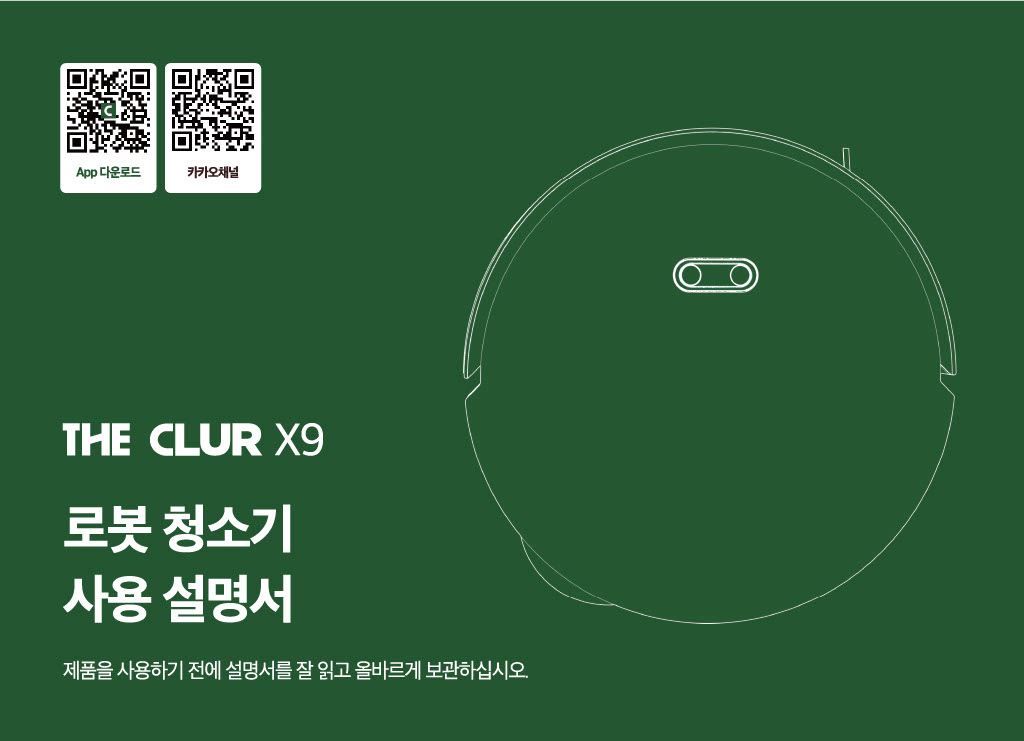 App 다운로드
카카오채널
THE CLUR X9
로봇 청소기
사용 설명서
제품을 사용하기 전에 설명서를 잘 읽고 올바르게 보관하십시오.